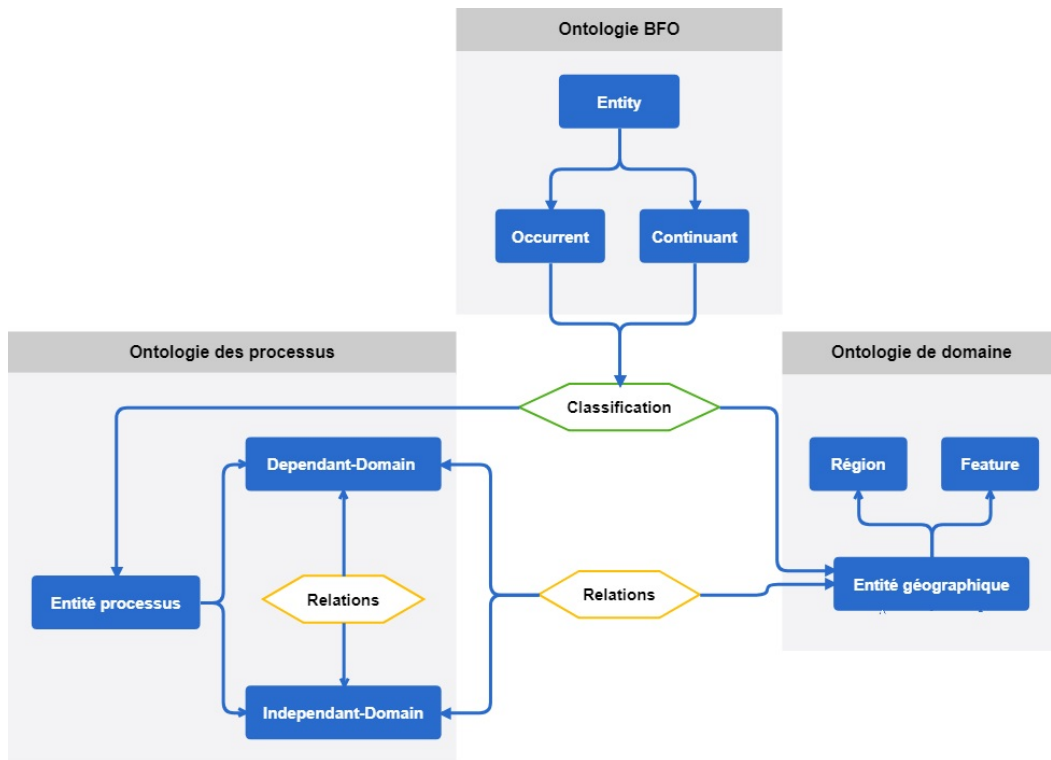 Ontologie BFO
Entity
Occurrent
Continuant
Ontologie des processus
Ontologie de domaine
Classification
Dependant-Domain
Région
Feature
Entité processus
Relations
Relations
Entité géographique
Independant-Domain